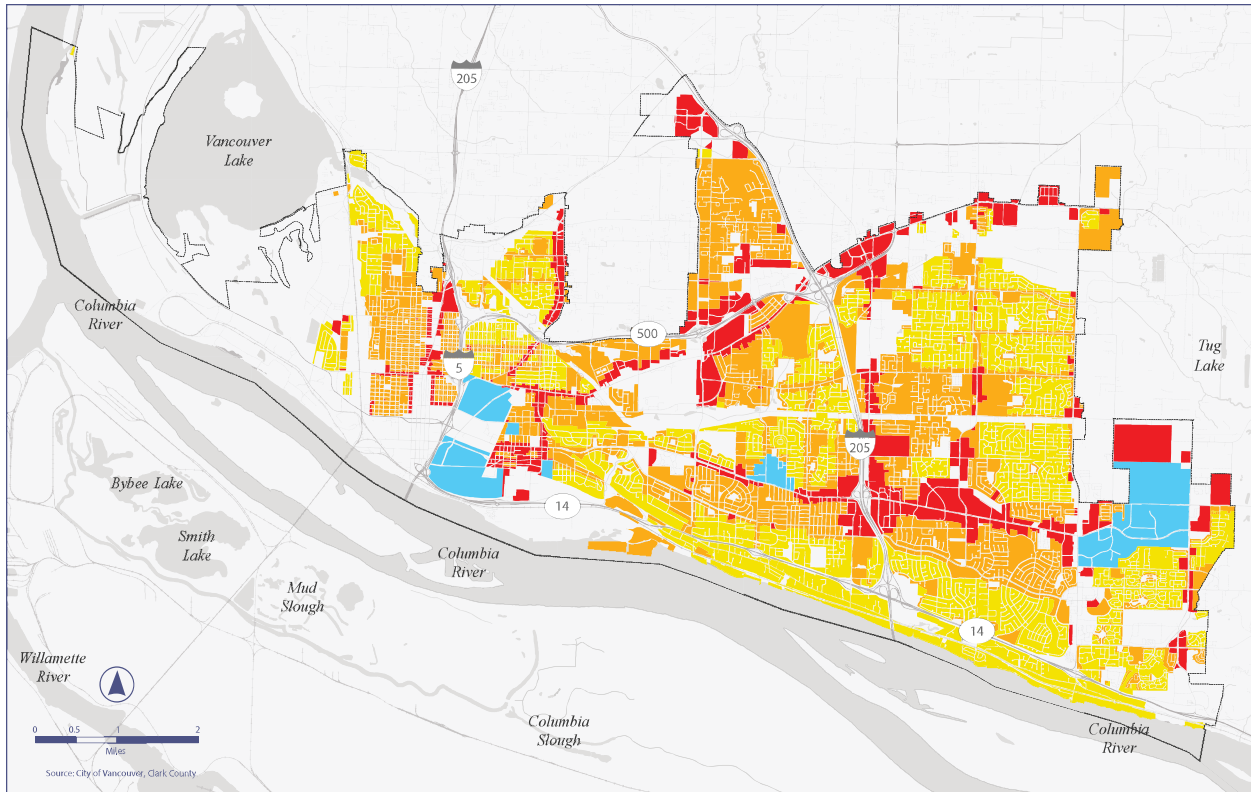 205
Vancouver
Lake
Columbia
River
500
5
Tug
Lake
205
Bybee Lake
14
Smith
Lake
Columbia
River
Mud
Slough
14
Willamette
River
Columbia
Slough
Columbia
River
0 0.5 1 2
Miles
Source: City of Vancouver, Clark County